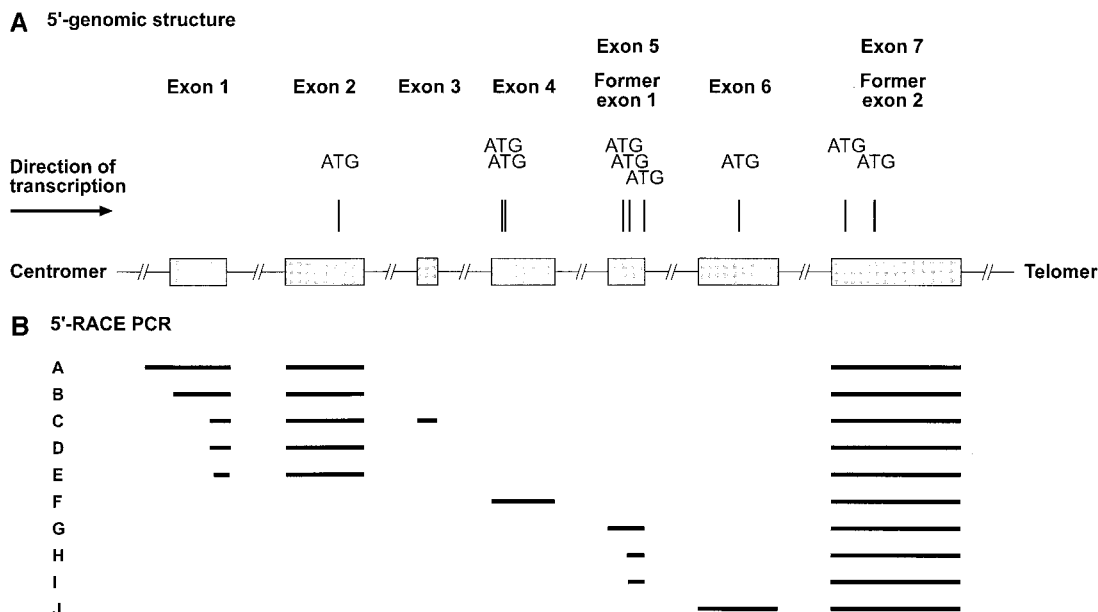 A 5'-genomic structure
Exon 5 Exon 7
Exon 1 Exon 2 Exon 3 Exon 4 Former Exon 6 Former
exon 1 exon 2
ATG ATG ATG
Direction of ATG ATG ATG ATG ATG
transcription ATG
Centromer Telomer
B 5'-RACE PCR
A
B
C
D
E
F
G
H
I
J